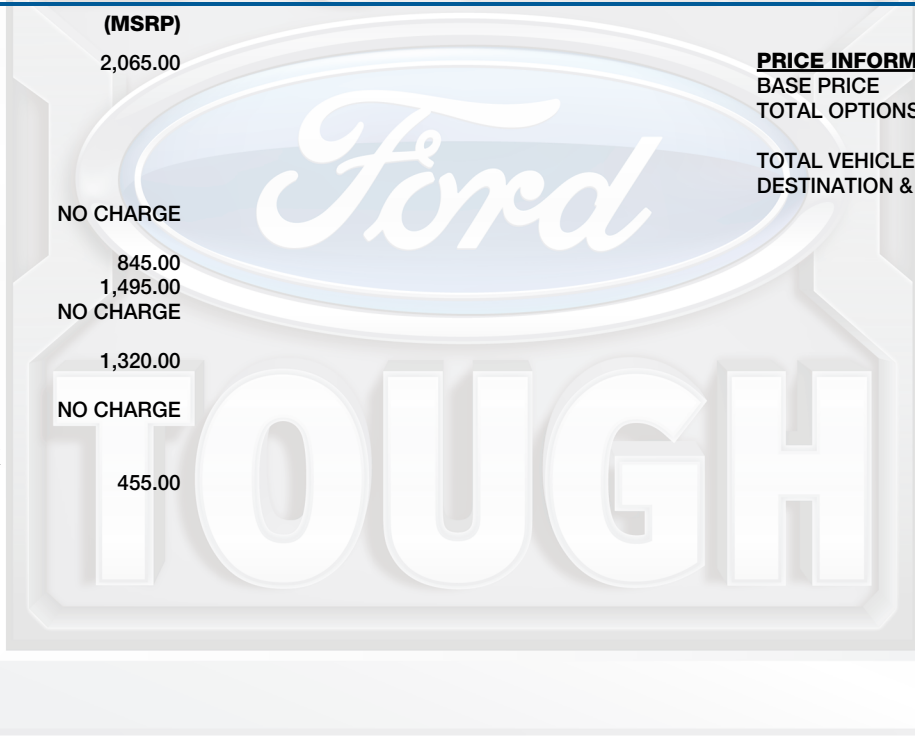 (MSRP)
2,065.00
NO CHARGE
845.00
1,495.00
NO CHARGE
1,320.00
NO CHARGE
455.00
PRICE INFORM
BASE PRICE
TOTAL OPTIONS
TOTAL VEHICLE
DESTINATION &
Ford
TOUGH